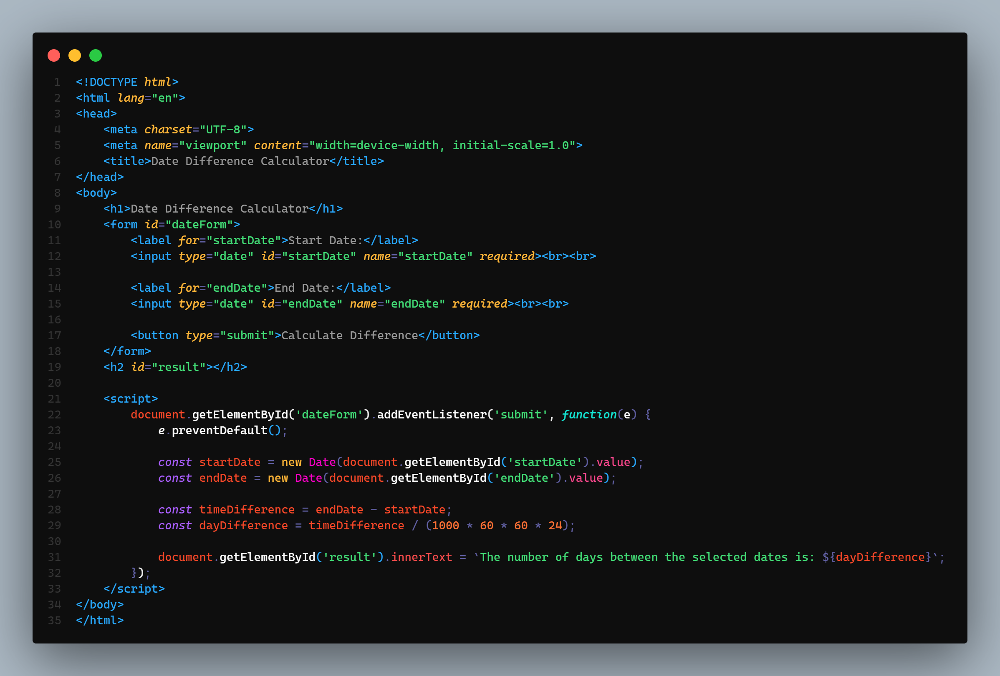 1 <!DOCTYPE html>
2 <html lang="en">
3 <head>
4     <meta charset="UTF-8">
5     <meta name="viewport" content="width=device-width, initial-scale=1.0">
6     <title>Date Difference Calculator</title>
7 </head>
8 <body>
9     <h1>Date Difference Calculator</h1>
10     <form id="dateForm">
11         <label for="startDate">Start Date:</label>
12         <input type="date" id="startDate" name="startDate" required><br><br>
13
14         <label for="endDate">End Date:</label>
15         <input type="date" id="endDate" name="endDate" required><br><br>
16
17         <button type="submit">Calculate Difference</button>
18     </form>
19     <h2 id="result"></h2>
20
21     <script>
22         document.getElementById('dateForm').addEventListener('submit', function(e) {
23             e.preventDefault();
24
25             const startDate = new Date(document.getElementById('startDate').value);
26             const endDate = new Date(document.getElementById('endDate').value);
27
28             const timeDifference = endDate - startDate;
29             const dayDifference = timeDifference / (1000 * 60 * 60 * 24);
30
31             document.getElementById('result').innerText = `The number of days between the selected dates is: ${dayDifference}`;
32         });
33     </script>
34 </body>
35 </html>